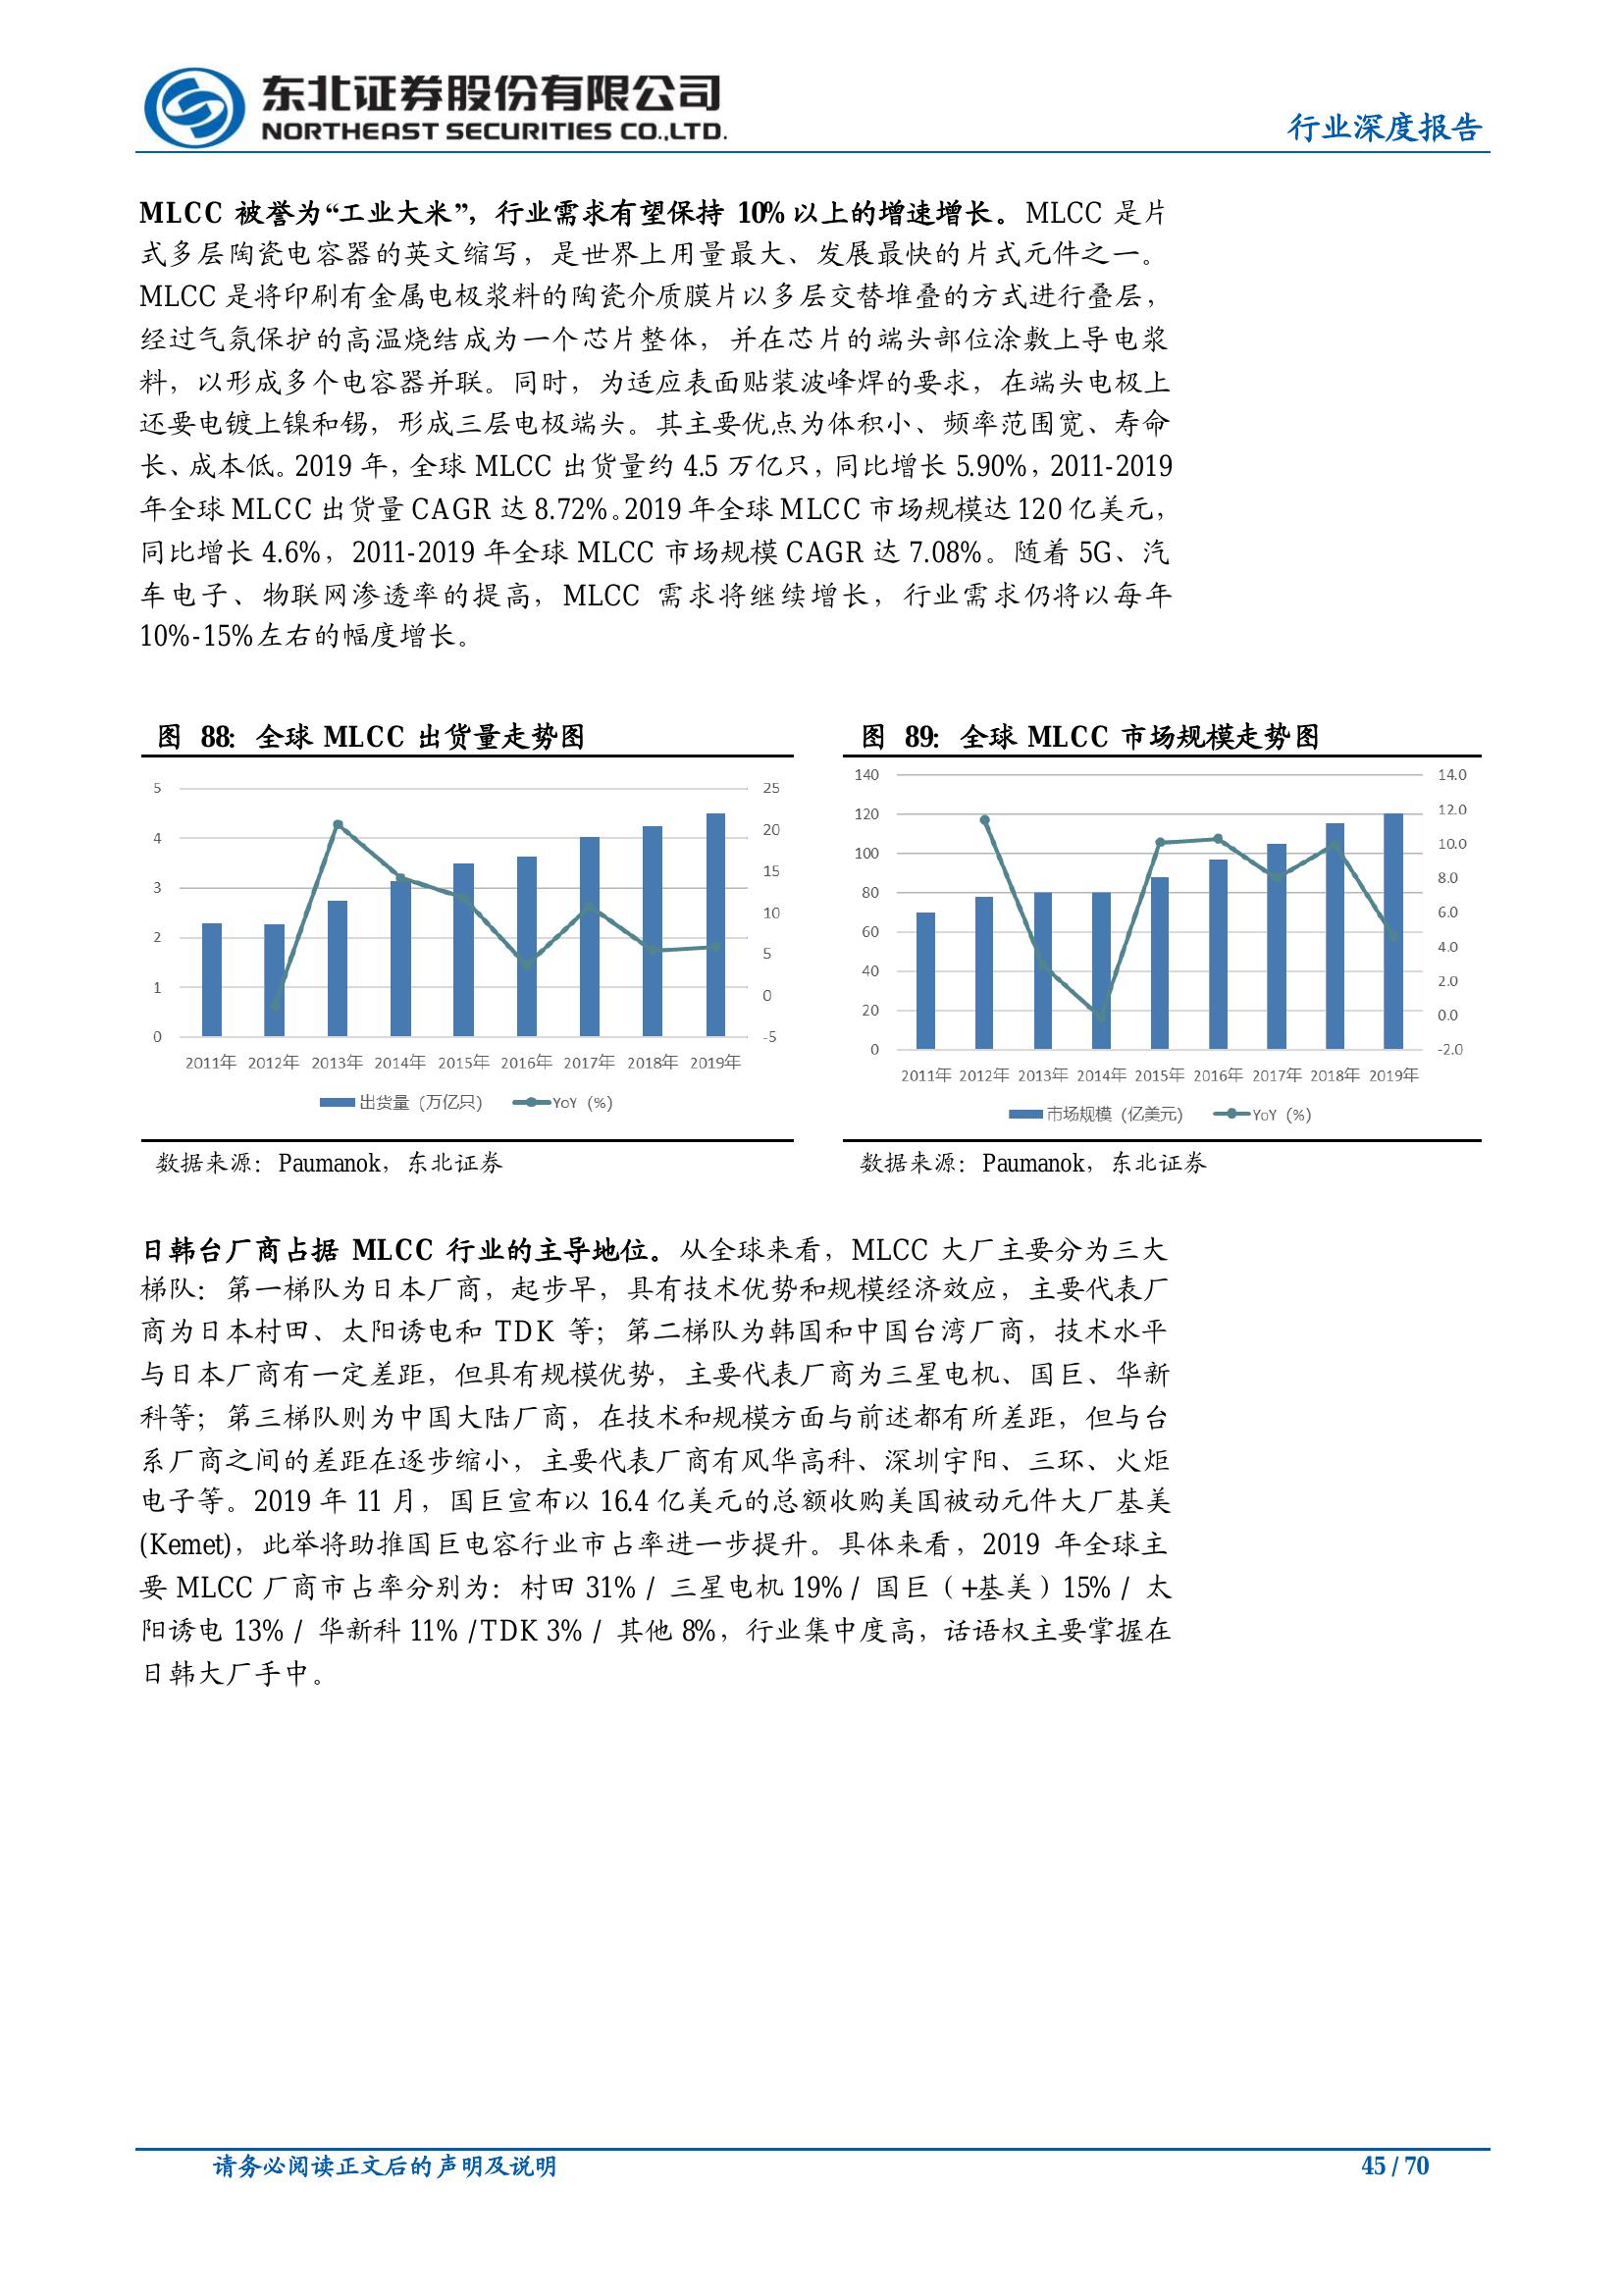 东北证券股份有限公司
NORTHEAST SECURITIES CO.,LTD.
行业深度报告
MLCC 被誉为“工业大米”，行业需求有望保持 10%以上的增速增长。MLCC 是片
式多层陶瓷电容器的英文缩写，是世界上用量最大、发展最快的片式元件之一。
MLCC 是将印刷有金属电极浆料的陶瓷介质膜片以多层交替堆叠的方式进行叠层，
经过气氛保护的高温烧结成为一个芯片整体，并在芯片的端头部位涂敷上导电浆
料，以形成多个电容器并联。同时，为适应表面贴装波峰焊的要求，在端头电极上
还要电镀上镍和锡，形成三层电极端头。其主要优点为体积小、频率范围宽、寿命
长、成本低。2019 年，全球 MLCC 出货量约 4.5 万亿只，同比增长 5.90%，2011-2019
年全球 MLCC 出货量 CAGR 达 8.72%。2019 年全球 MLCC 市场规模达 120 亿美元，
同比增长 4.6%，2011-2019 年全球 MLCC 市场规模 CAGR 达 7.08%。随着 5G、汽
车电子、物联网渗透率的提高，MLCC 需求将继续增长，行业需求仍将以每年
10%-15%左右的幅度增长。
图 88：全球 MLCC 出货量走势图
5
4
3
2
1
0
25
20
15
10
5
0
-5
2011年 2012年 2013年 2014年 2015年 2016年 2017年 2018年 2019年
出货量（万亿只） YoY（%）
数据来源：Paumanok，东北证券
图 89：全球 MLCC 市场规模走势图
140
120
100
80
60
40
20
0
14.0
12.0
10.0
8.0
6.0
4.0
2.0
0.0
-2.0
2011年 2012年 2013年 2014年 2015年 2016年 2017年 2018年 2019年
市场规模（亿美元） YoY（%）
数据来源：Paumanok，东北证券
日韩台厂商占据 MLCC 行业的主导地位。从全球来看，MLCC 大厂主要分为三大
梯队：第一梯队为日本厂商，起步早，具有技术优势和规模经济效应，主要代表厂
商为日本村田、太阳诱电和 TDK 等；第二梯队为韩国和中国台湾厂商，技术水平
与日本厂商有一定差距，但具有规模优势，主要代表厂商为三星电机、国巨、华新
科等；第三梯队则为中国大陆厂商，在技术和规模方面与前述都有所差距，但与台
系厂商之间的差距在逐步缩小，主要代表厂商有风华高科、深圳宇阳、三环、火炬
电子等。2019 年 11 月，国巨宣布以 16.4 亿美元的总额收购美国被动元件大厂基美
(Kemet)，此举将助推国巨电容行业市占率进一步提升。具体来看，2019 年全球主
要 MLCC 厂商市占率分别为：村田 31% / 三星电机 19% / 国巨（+基美）15% / 太
阳诱电 13% / 华新科 11% /TDK 3% / 其他 8%，行业集中度高，话语权主要掌握在
日韩大厂手中。
请务必阅读正文后的声明及说明
45 / 70